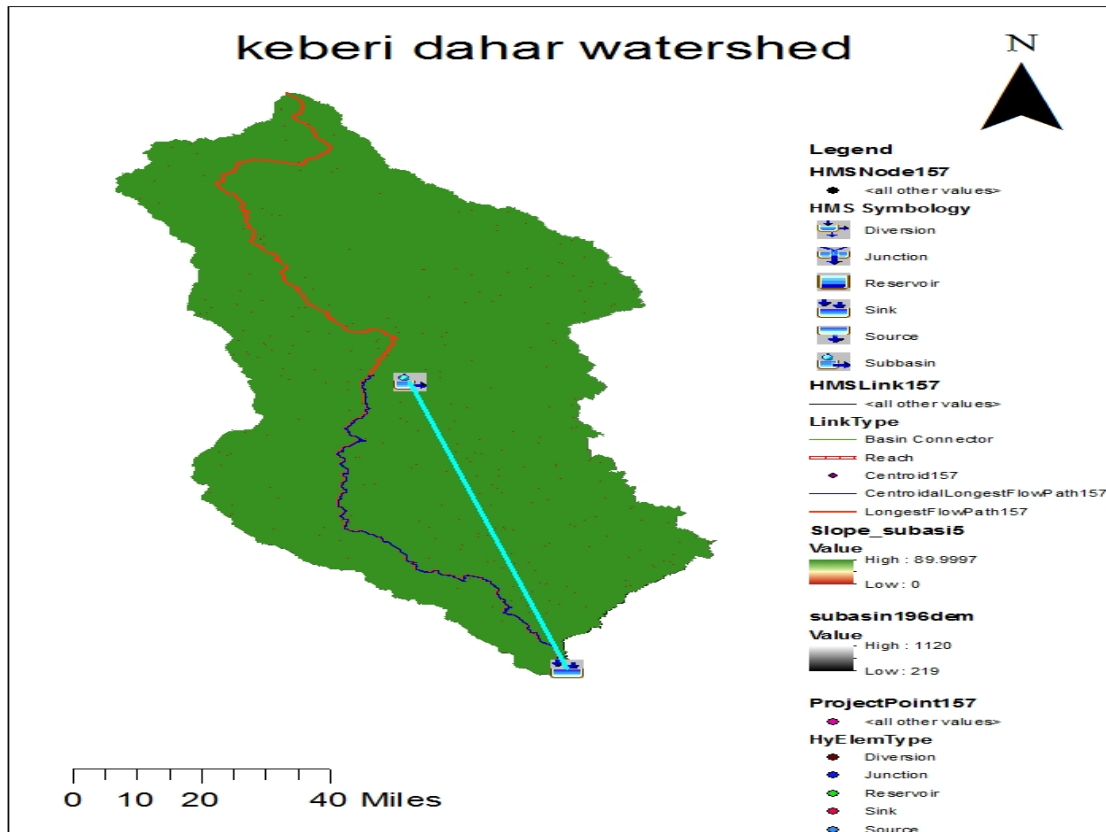 keberi dahar watershed
N
Legend
HMSNode157
<all other values>
HMS Symbology
Diversion
Junction
Reservoir
Sink
Source
Subbasin
HMSLink157
<all other values>
LinkType
Basin Connector
Reach
Centroid157
CentroidalLongestFlowPath157
LongestFlowPath157
Slope_subasi5
Value
High : 89.9997
Low : 0
subasin196dem
Value
High : 1120
Low : 219
ProjectPoint157
<all other values>
HyElemType
Diversion
Junction
Reservoir
Sink
Source
0 10 20 40 Miles